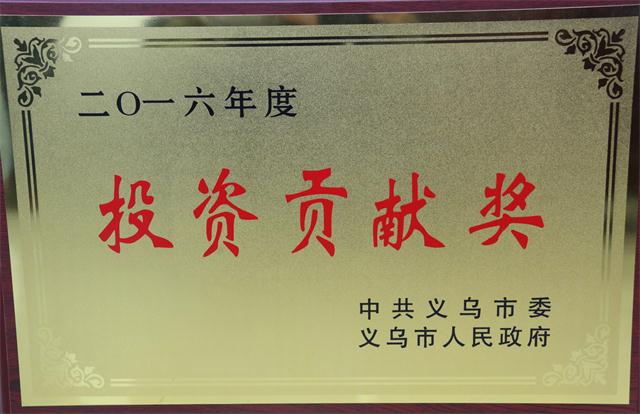 二〇一六年度
投资贡献奖
中共义乌市委
义乌市人民政府